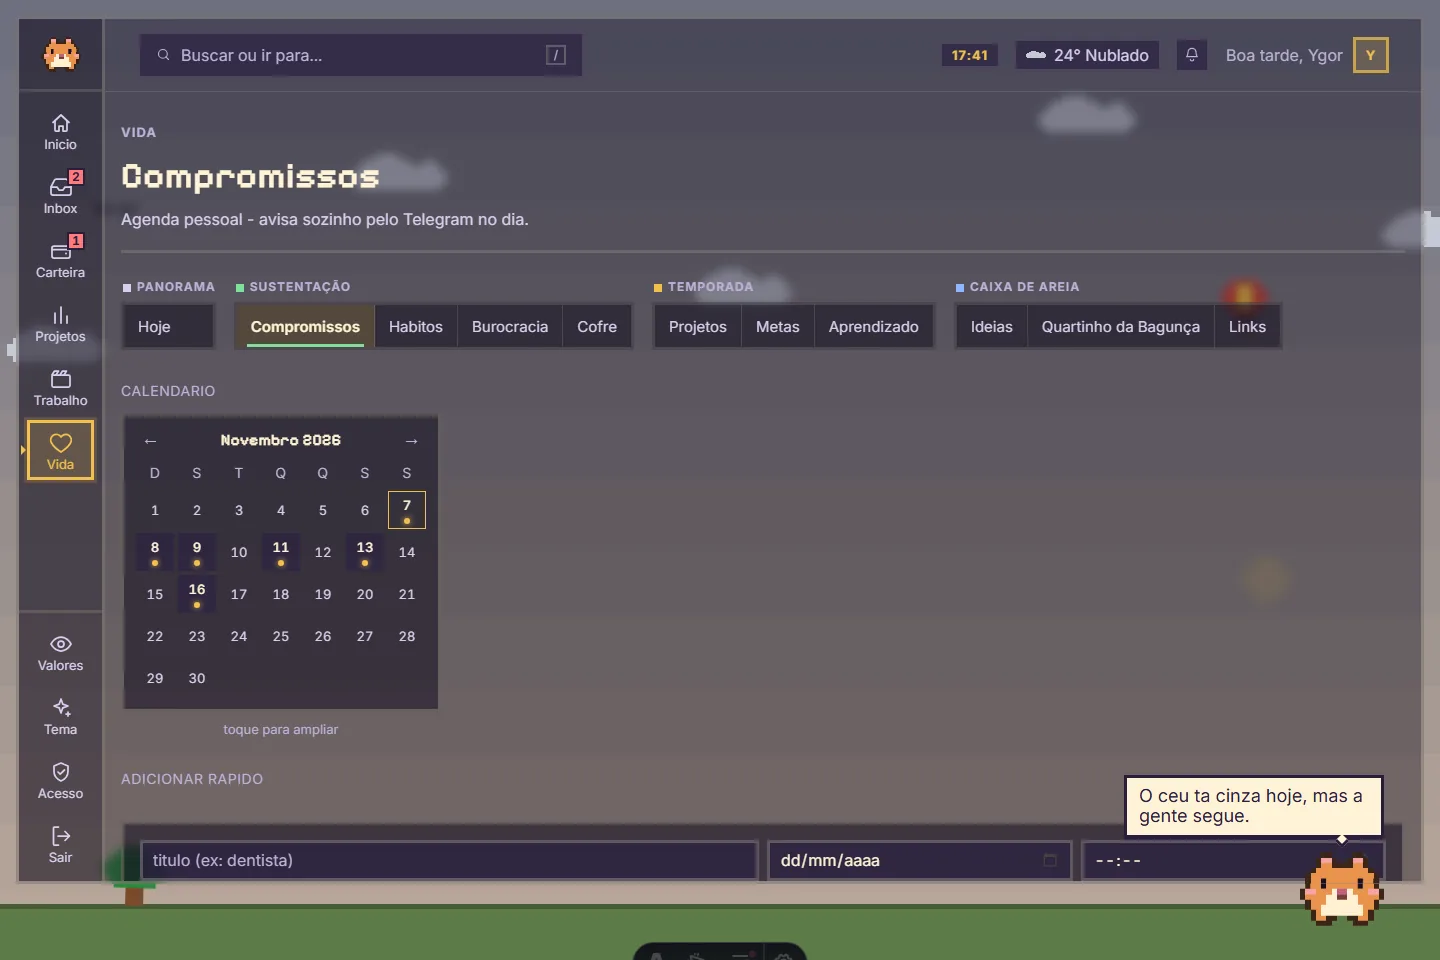 Buscar ou ir para...
/
17:41
24° Nublado
Boa tarde, Ygor
Y
Inicio
2
Inbox
1
Carteira
Projetos
Trabalho
Vida
Valores
Tema
Acesso
Sair
VIDA
Compromissos
Agenda pessoal - avisa sozinho pelo Telegram no dia.
PANORAMA
Hoje
SUSTENTAÇÃO
Compromissos Habitos Burocracia Cofre
TEMPORADA
Projetos Metas Aprendizado
CAIXA DE AREIA
Ideias Quartinho da Bagunça Links
CALENDARIO
← Novembro 2026 →
D S T Q Q S S
1 2 3 4 5 6 7
8 9 10 11 12 13 14
15 16 17 18 19 20 21
22 23 24 25 26 27 28
29 30
toque para ampliar
ADICIONAR RAPIDO
titulo (ex: dentista)
dd/mm/aaaa
--:--
O ceu ta cinza hoje, mas a
gente segue.